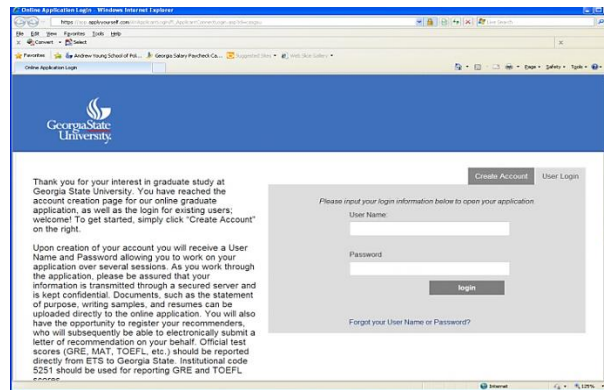 Online Application Login - Windows Internet Explorer
File Edit View Favorites Tools Help
x Convert Select
Favorites Andrew Young School of Pol... Georgia Salary Paycheck Ca... Suggested Sites Web Slice Gallery
Online Application Login
Page Safety Tools
GeorgiaState
University
Create Account User Login
Thank you for your interest in graduate study at
Georgia State University. You have reached the
account creation page for our online graduate
application, as well as the login for existing users;
welcome! To get started, simply click "Create Account"
on the right.
Upon creation of your account you will receive a User
Name and Password allowing you to work on your
application over several sessions. As you work through
the application, please be assured that your
information is transmitted through a secured server and
is kept confidential. Documents, such as the statement
of purpose, writing samples, and resumes can be
uploaded directly to the online application. You will also
have the opportunity to register your recommenders,
who will subsequently be able to electronically submit a
letter of recommendation on your behalf. Official test
scores (GRE, MAT, TOEFL, etc.) should be reported
directly from ETS to Georgia State. Institutional code
5251 should be used for reporting GRE and TOEFL
scores
Please input your login information below to open your application.
User Name:
Password
login
Forgot your User Name or Password?
Internet 125%